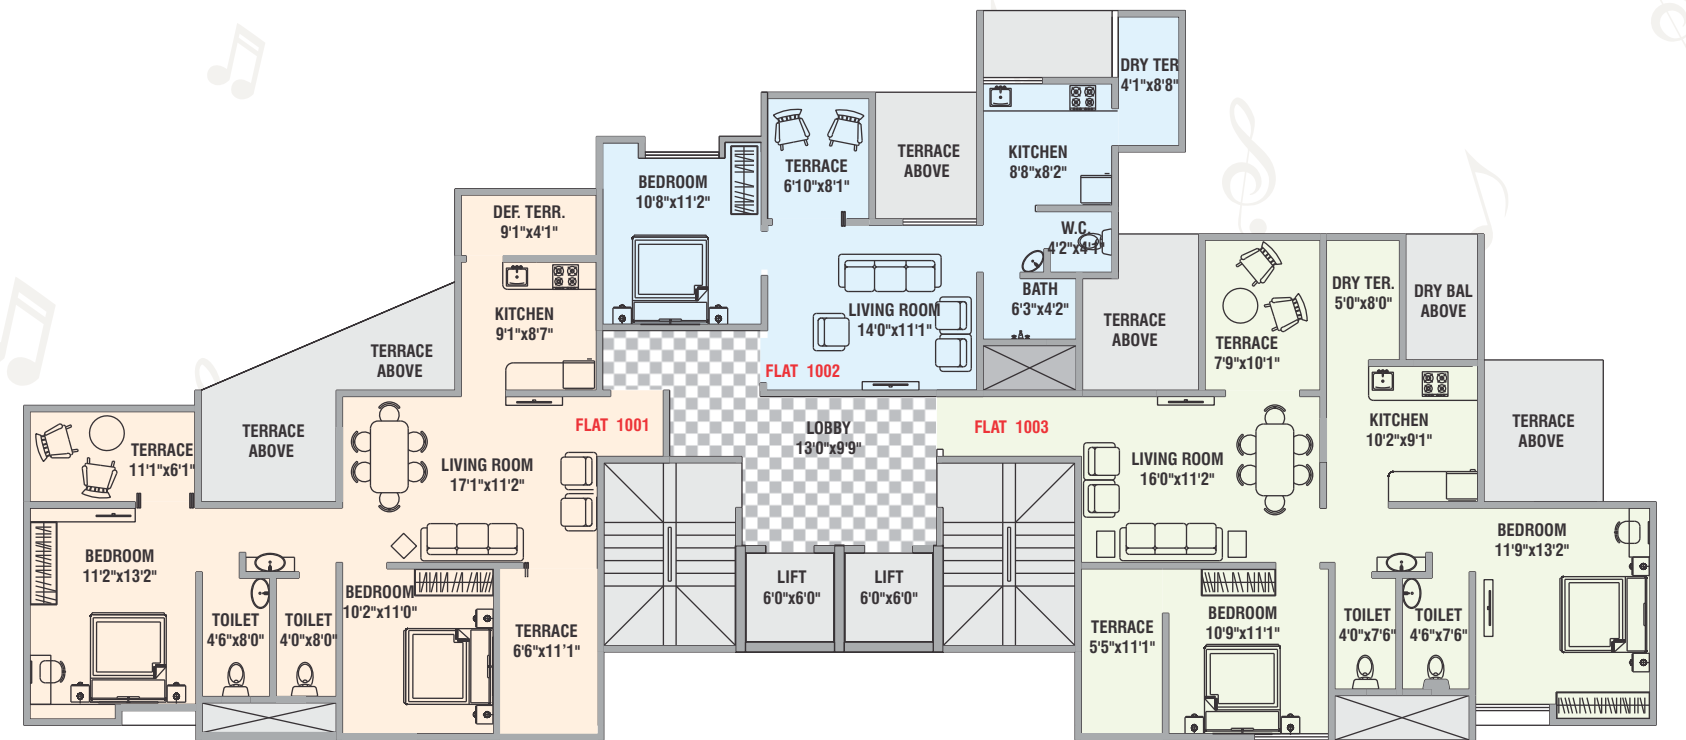 DRY TER
4'1"x8'8"
KITCHEN
8'8"x8'2"
TERRACE
ABOVE
TERRACE
6'10"x8'1"
BEDROOM
10'8"x11'2"
W.C.
4'2"x4'1"
DEF. TERR.
9'1"x4'1"
KITCHEN
9'1"x8'7"
LIVING ROOM
14'0"x11'1"
BATH
6'3"x4'2"
FLAT 1002
TERRACE
ABOVE
TERRACE
7'9"x10'1"
DRY TER.
5'0"x8'0"
DRY BAL
ABOVE
TERRACE
ABOVE
TERRACE
ABOVE
TERRACE
11'1"x6'1"
FLAT 1001
LIVING ROOM
17'1"x11'2"
LOBBY
13'0"x9'9"
FLAT 1003
LIVING ROOM
16'0"x11'2"
KITCHEN
10'2"x9'1"
TERRACE
ABOVE
BEDROOM
11'2"x13'2"
TOILET
4'6"x8'0"
TOILET
4'0"x8'0"
BEDROOM
10'2"x11'0"
TERRACE
6'6"x11'1"
LIFT
6'0"x6'0"
LIFT
6'0"x6'0"
TERRACE
5'5"x11'1"
BEDROOM
10'9"x11'1"
TOILET
4'0"x7'6"
TOILET
4'6"x7'6"
BEDROOM
11'9"x13'2"